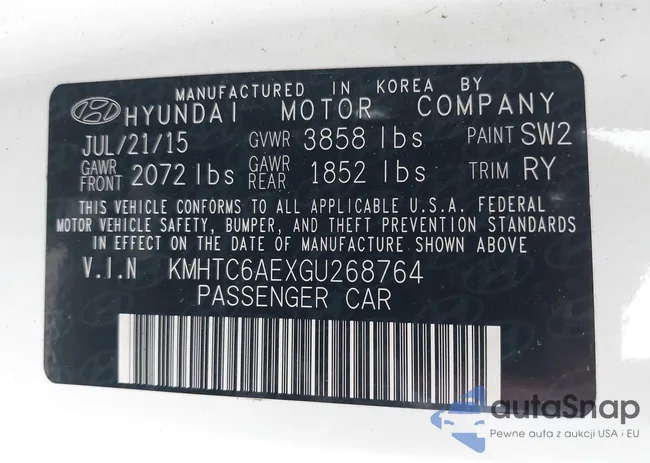 MANUFACTURED IN KOREA BY
HYUNDAI MOTOR COMPANY
JUL/21/15 GVWR 3858 lbs PAINT SW2
GAWR FRONT 2072 lbs GAWR REAR 1852 lbs TRIM RY
THIS VEHICLE CONFORMS TO ALL APPLICABLE U.S.A. FEDERAL
MOTOR VEHICLE SAFETY, BUMPER, AND THEFT PREVENTION STANDARDS
IN EFFECT ON THE DATE OF MANUFACTURE SHOWN ABOVE
V.I.N KMHTC6AEXGU268764
PASSENGER CAR
autaSnap
Pewne auta z aukcji USA i EU